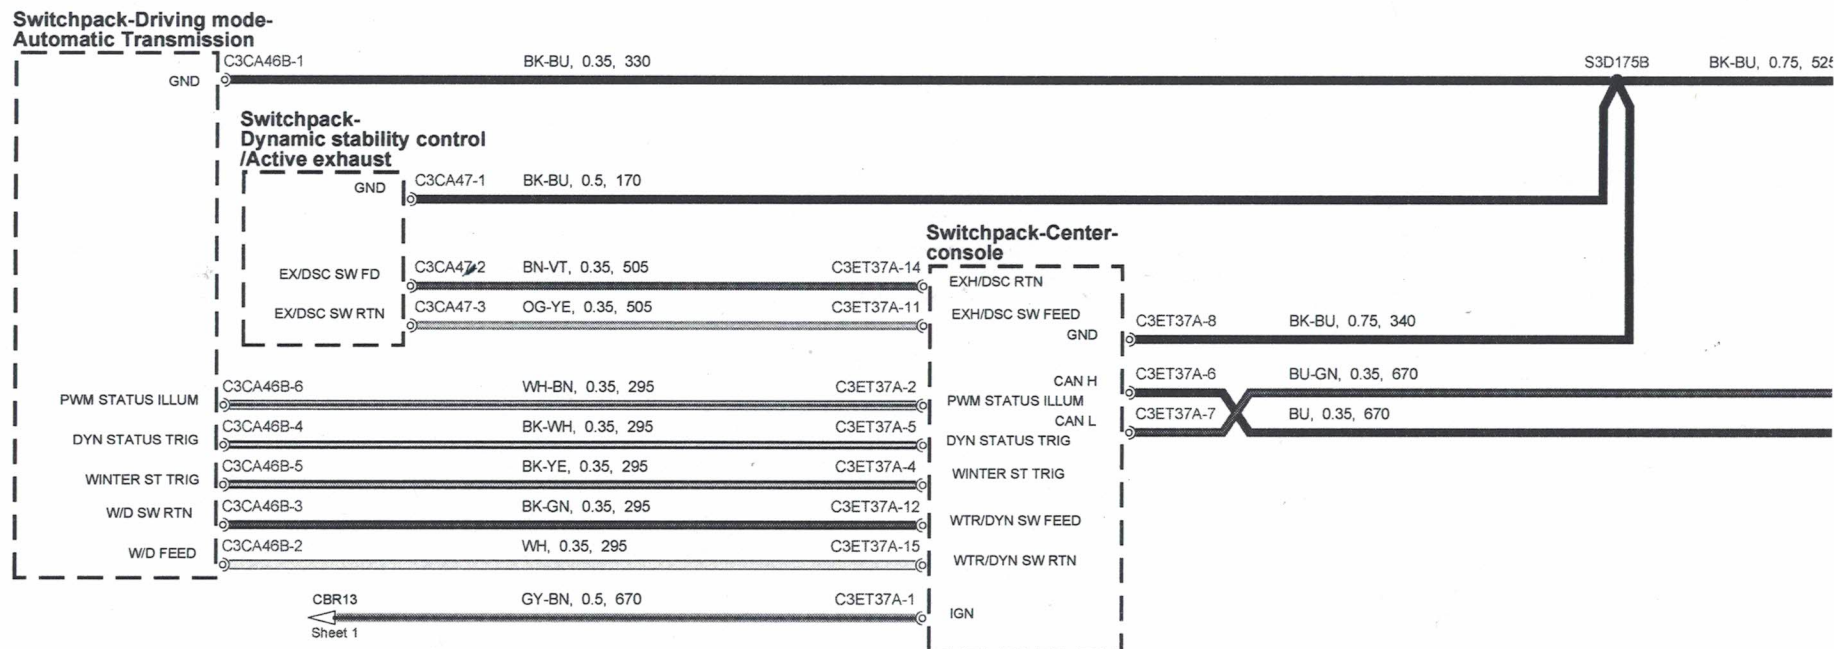 Switchpack-Driving mode-
Automatic Transmission
C3CA46B-1
BK-BU, 0.35, 330
S3D175B
BK-BU, 0.75, 525
GND
Switchpack-
Dynamic stability control
/Active exhaust
GND
C3CA47-1
BK-BU, 0.5, 170
Switchpack-Center-
console
EX/DSC SW FD
C3CA47-2
BN-VT, 0.35, 505
C3ET37A-14
EXH/DSC RTN
EX/DSC SW RTN
C3CA47-3
OG-YE, 0.35, 505
C3ET37A-11
EXH/DSC SW FEED
GND
C3ET37A-8
BK-BU, 0.75, 340
CAN H
C3ET37A-6
BU-GN, 0.35, 670
PWM STATUS ILLUM
C3CA46B-6
WH-BN, 0.35, 295
C3ET37A-2
PWM STATUS ILLUM
CAN L
C3ET37A-7
BU, 0.35, 670
DYN STATUS TRIG
C3CA46B-4
BK-WH, 0.35, 295
C3ET37A-5
DYN STATUS TRIG
WINTER ST TRIG
C3CA46B-5
BK-YE, 0.35, 295
C3ET37A-4
WINTER ST TRIG
W/D SW RTN
C3CA46B-3
BK-GN, 0.35, 295
C3ET37A-12
WTR/DYN SW FEED
W/D FEED
C3CA46B-2
WH, 0.35, 295
C3ET37A-15
WTR/DYN SW RTN
CBR13
Sheet 1
GY-BN, 0.5, 670
C3ET37A-1
IGN